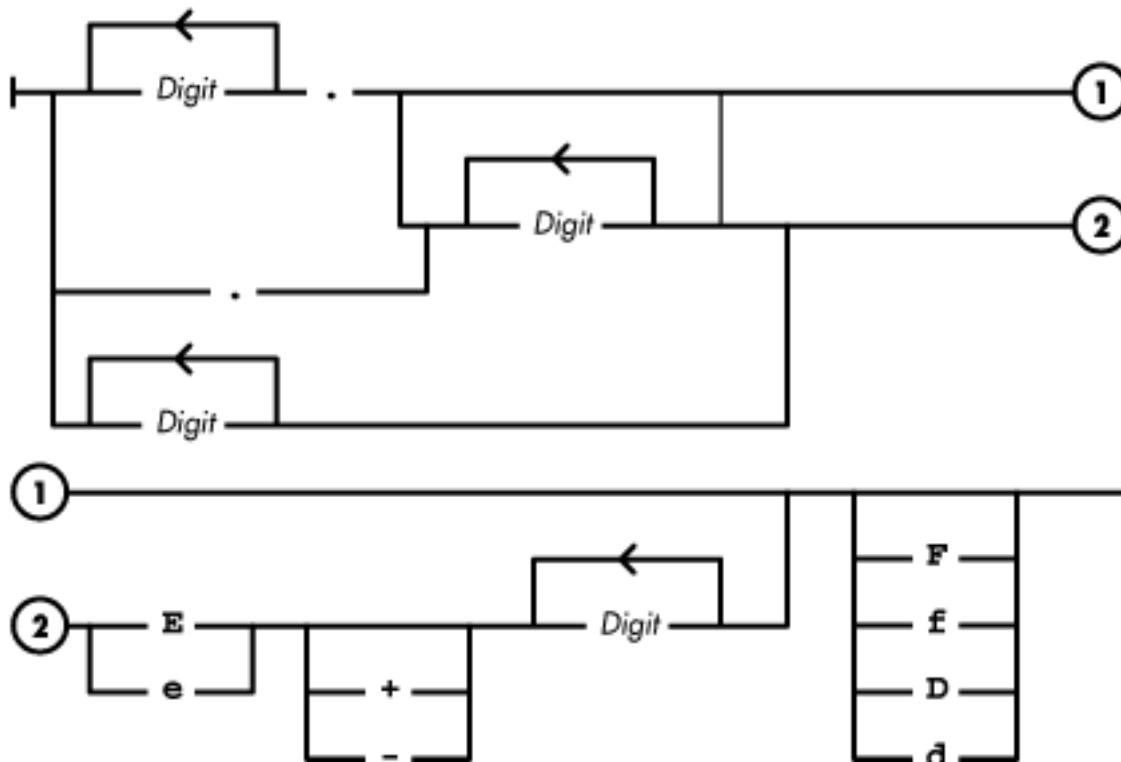 Digit . 1
Digit 2
.
Digit
1
F
2 E Digit f
e + D
- d